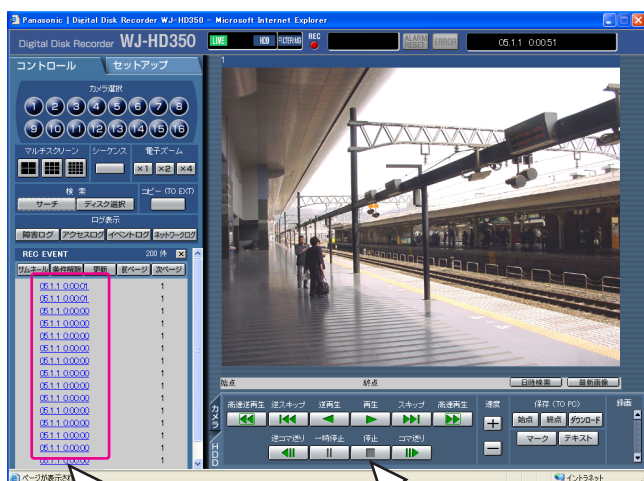 Panasonic | Digital Disk Recorder WJ-HD350 - Microsoft Internet Explorer
Digital Disk Recorder WJ-HD350
LIVE HDD FILTERING REC ALARM RESET ERROR 05.1.1 0:00:51
コントロール セットアップ
1
カメラ選択
1 2 3 4 5 6 7 8
9 10 11 12 13 14 15 16
マルチスクリーン シーケンス 電子ズーム
×1 ×2 ×4
検 索 コピー (TO EXT)
サーチ ディスク選択
ログ表示
障害ログ アクセスログ イベントログ ネットワークログ
REC EVENT 200 件
サムネール 条件解除 更新 前ページ 次ページ
05.1.1 0:00:01 1
05.1.1 0:00:01 1
05.1.1 0:00:00 1
05.1.1 0:00:00 1
05.1.1 0:00:00 1
05.1.1 0:00:00 1
05.1.1 0:00:00 1
05.1.1 0:00:00 1
05.1.1 0:00:00 1
05.1.1 0:00:00 1
05.1.1 0:00:00 1
05.1.1 0:00:00 1
05.1.1 0:00:00 1
05.1.1 0:00:00 1
05.1.1 0:00:00 1
始点 終点 日時検索 最新画像
カメラ
HDD
高速逆再生 逆スキップ 逆再生 再生 スキップ 高速再生 速度 保存 (TO PC) 録画
始点 終点 ダウンロード
逆コマ送り 一時停止 停止 コマ送り
マーク テキスト
ページが表示され イントラネット